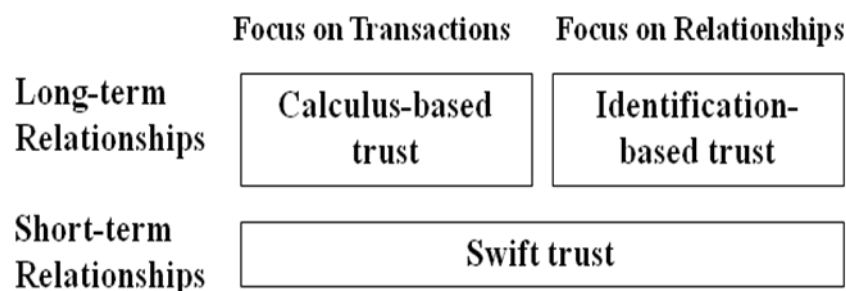 Focus on Transactions Focus on Relationships
Long-term
Relationships
Calculus-based
trust
Identification-
based trust
Short-term
Relationships
Swift trust